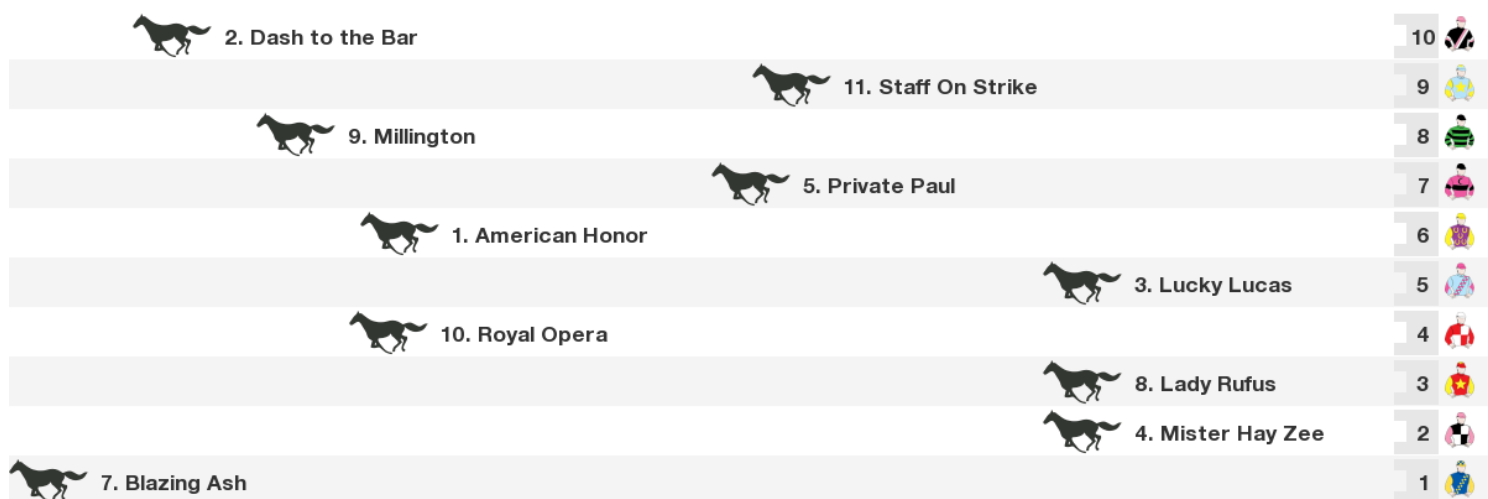 2. Dash to the Bar 10
11. Staff On Strike 9
9. Millington 8
5. Private Paul 7
1. American Honor 6
3. Lucky Lucas 5
10. Royal Opera 4
8. Lady Rufus 3
4. Mister Hay Zee 2
7. Blazing Ash 1